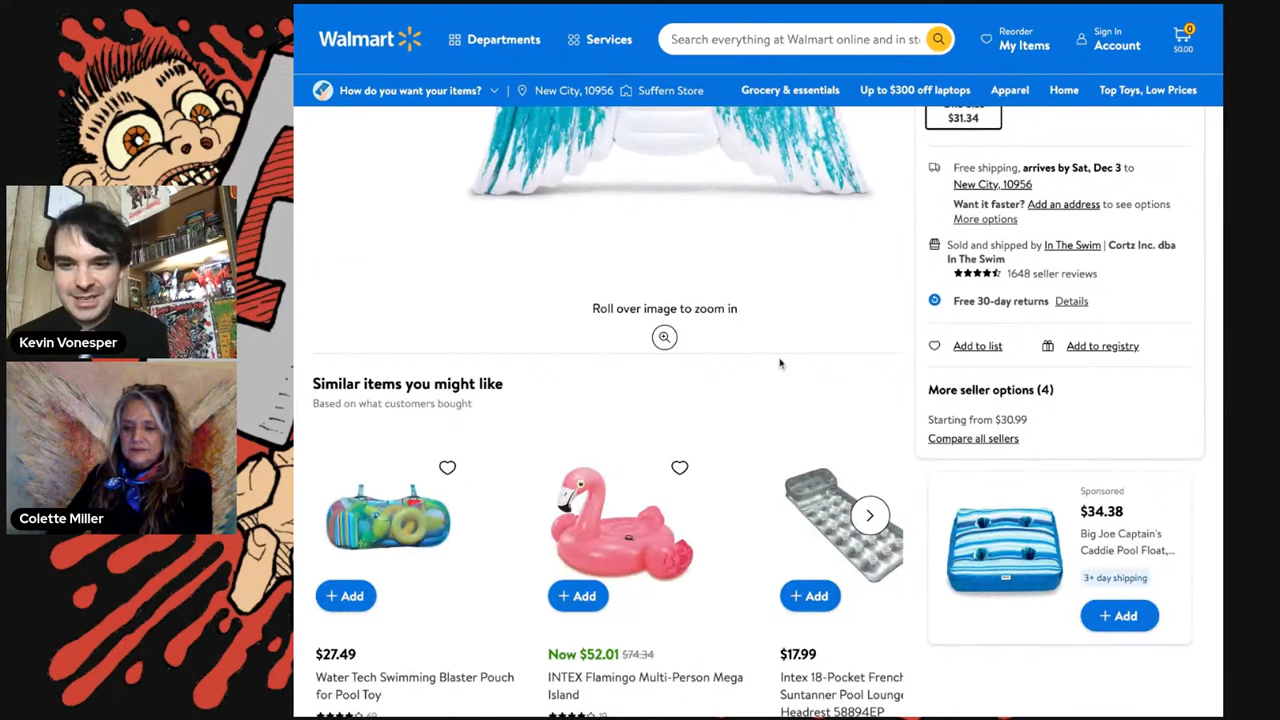 Walmart
Departments
Services
Search everything at Walmart online and in st
Reorder
My Items
Sign In
Account
0
$0.00
How do you want your items?
New City, 10956
Suffern Store
Grocery & essentials
Up to $300 off laptops
Apparel
Home
Top Toys, Low Prices
$31.34
Free shipping, arrives by Sat, Dec 3 to
New City, 10956
Want it faster? Add an address to see options
More options
Sold and shipped by In The Swim | Cortz Inc. dba
In The Swim
1648 seller reviews
Free 30-day returns Details
Add to list
Add to registry
More seller options (4)
Starting from $30.99
Compare all sellers
Roll over image to zoom in
Similar items you might like
Based on what customers bought
+ Add
+ Add
+ Add
$27.49
Water Tech Swimming Blaster Pouch
for Pool Toy
69
Now $52.01 $74.34
INTEX Flamingo Multi-Person Mega
Island
19
$17.99
Intex 18-Pocket French
Suntanner Pool Lounge
Headrest 58894EP
Sponsored
$34.38
Big Joe Captain's
Caddie Pool Float,...
3+ day shipping
+ Add
Kevin Vonesper
Colette Miller